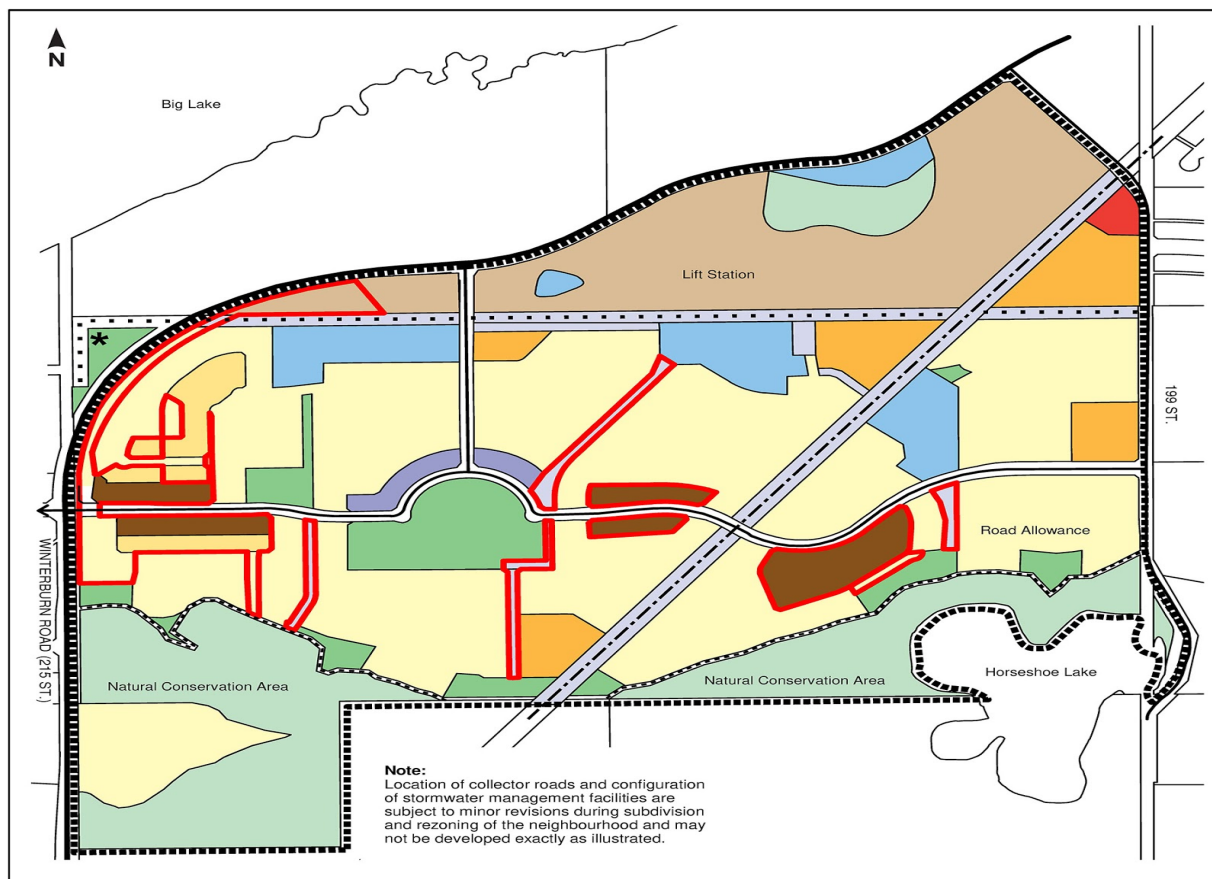 N
Big Lake
Lift Station
*
199 ST.
Road Allowance
WINTERBURN ROAD (215 ST.)
Natural Conservation Area
Natural Conservation Area
Horseshoe Lake
Note:
Location of collector roads and configuration
of stormwater management facilities are
subject to minor revisions during subdivision
and rezoning of the neighbourhood and may
not be developed exactly as illustrated.